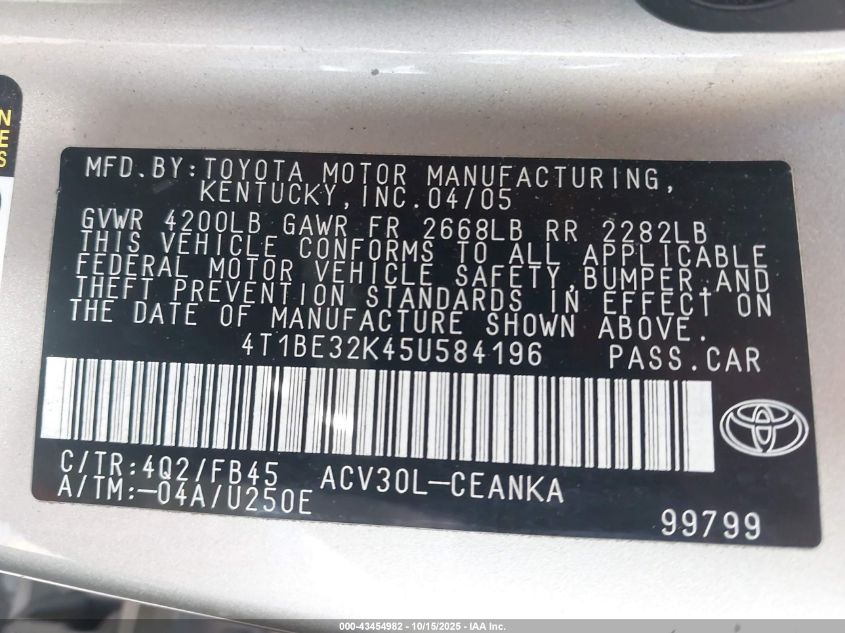 N
E
S
MFD.BY:TOYOTA MOTOR MANUFACTURING,
KENTUCKY,INC.04/05
GVWR 4200LB GAWR FR 2668LB RR 2282LB
THIS VEHICLE CONFORMS TO ALL APPLICABLE
FEDERAL MOTOR VEHICLE SAFETY,BUMPER,AND
THEFT PREVENTION STANDARDS IN EFFECT ON
THE DATE OF MANUFACTURE SHOWN ABOVE.
4T1BE32K45U584196 PASS.CAR
C/TR:4Q2/FB45 ACV30L-CEANKA
A/TM:-04A/U250E
99799
000-43454982 - 10/15/2025 - IAA Inc.